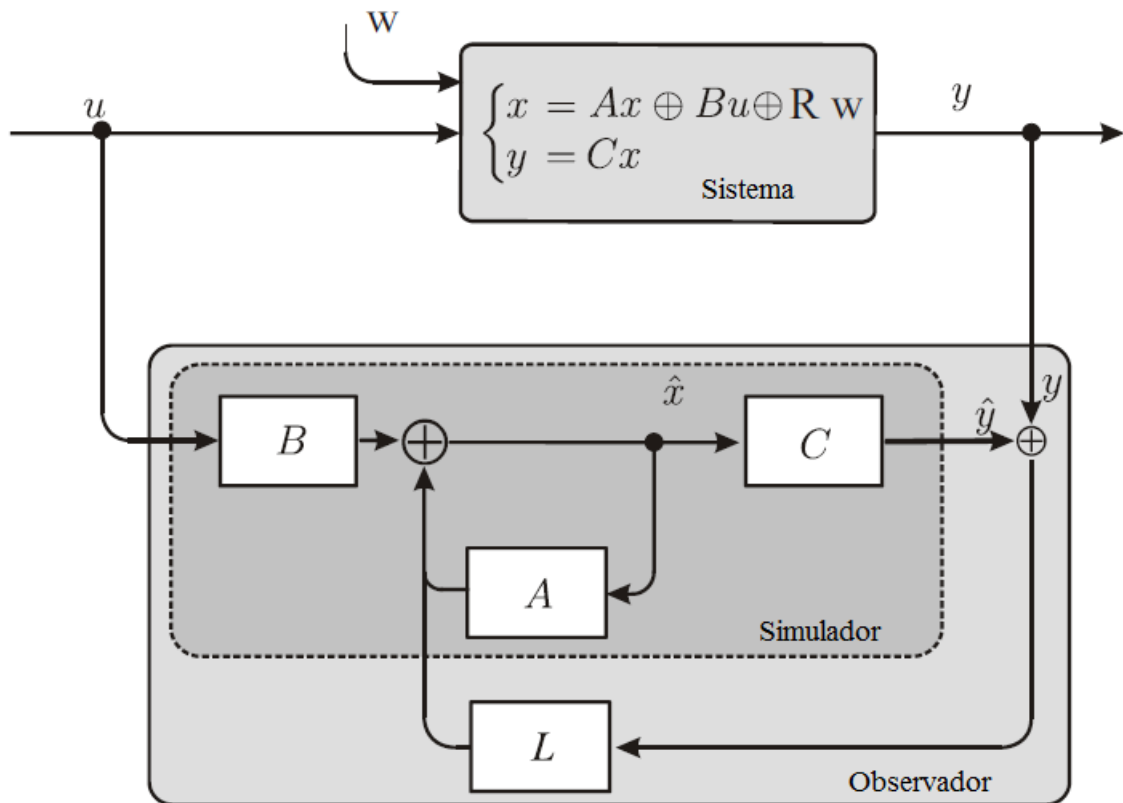 w
u
x = Ax ⊕ Bu ⊕ R w
y = Cx
Sistema
y
x̂
ŷ
y
B
⊕
C
⊕
A
Simulador
L
Observador